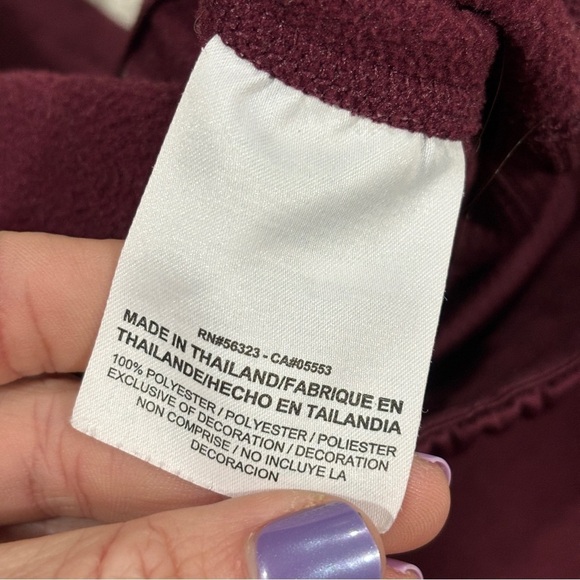 RN#56323 - CA#05553
MADE IN THAILAND/FABRIQUE EN
THAILANDE/HECHO EN TAILANDIA
100% POLYESTER / POLYESTER / POLIESTER
EXCLUSIVE OF DECORATION / DECORATION
NON COMPRISE / NO INCLUYE LA
DECORACION